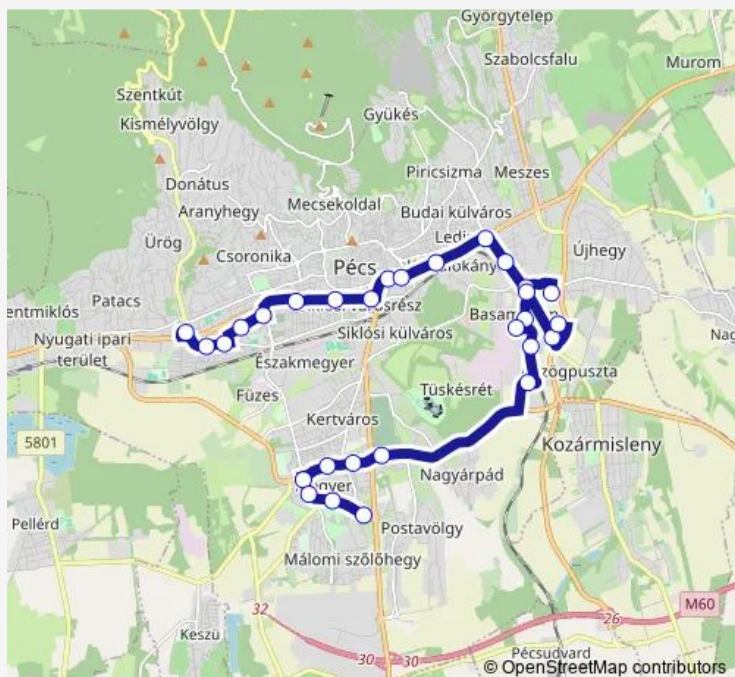 Györgytelep
Szabolcsfalu
Murom
Szentkút
Kismélyvölgy
Gyükés
Piricsizma
Meszes
Donátus
Mecsekoldal
Aranyhegy
Budai külváros
Ürög
Csoronika
Pécs
Újhegy
Patacs
entmiklós
Siklósi külváros
Nyugati ipari
terület
Északmegyer
Tüskésrét
Füzes
Kertváros
5801
Kozármisleny
Nagyárpád
Pellérd
Postavölgy
Málomi szőlőhegy
32
M60
26
Keszü
30
30
Pécsudvard
© OpenStreetMap contributors